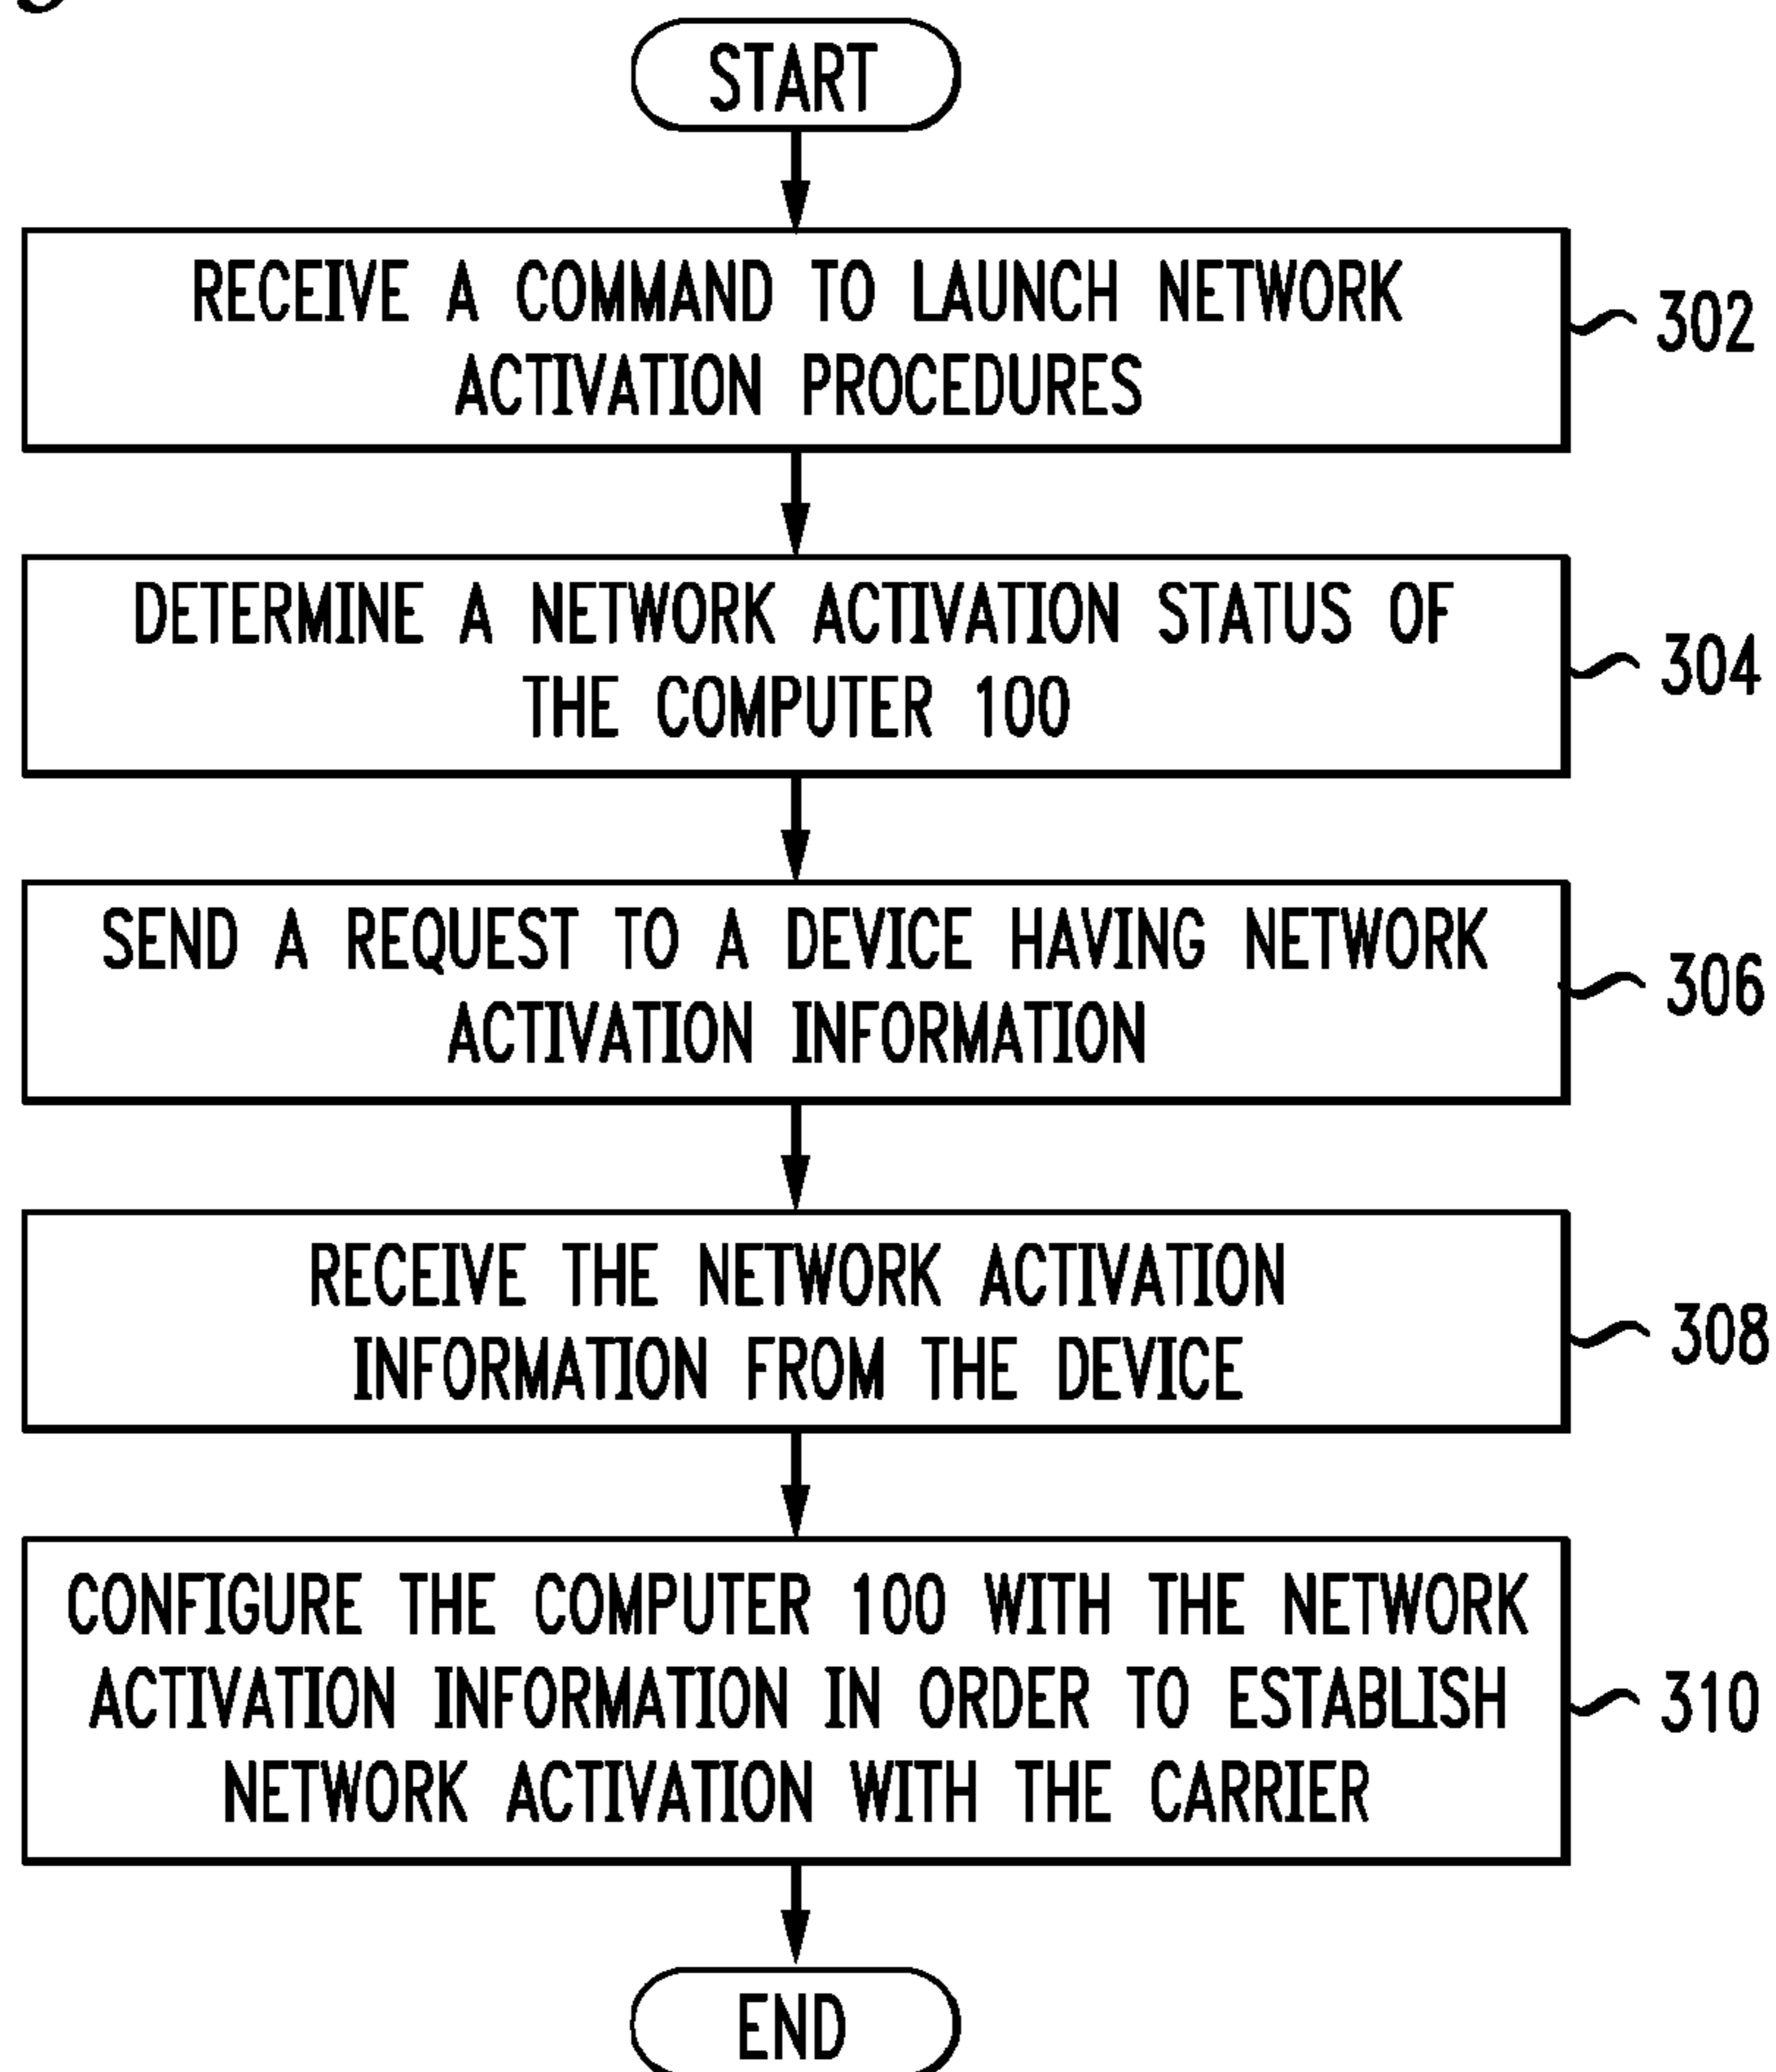 START
RECEIVE A COMMAND TO LAUNCH NETWORK
ACTIVATION PROCEDURES
302
DETERMINE A NETWORK ACTIVATION STATUS OF
THE COMPUTER 100
304
SEND A REQUEST TO A DEVICE HAVING NETWORK
ACTIVATION INFORMATION
306
RECEIVE THE NETWORK ACTIVATION
INFORMATION FROM THE DEVICE
308
CONFIGURE THE COMPUTER 100 WITH THE NETWORK
ACTIVATION INFORMATION IN ORDER TO ESTABLISH
NETWORK ACTIVATION WITH THE CARRIER
310
END